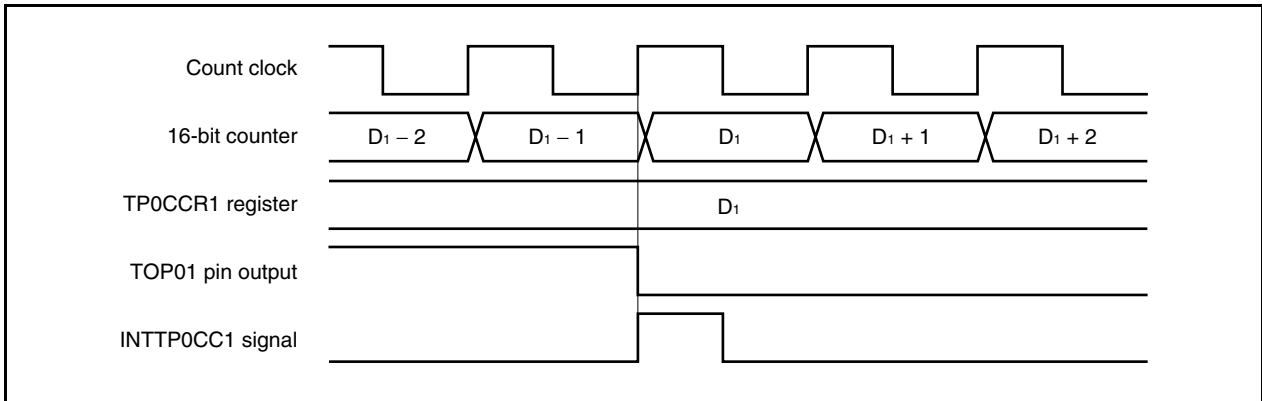 Count clock
16-bit counter D₁ − 2 D₁ − 1 D₁ D₁ + 1 D₁ + 2
TP0CCR1 register D₁
TOP01 pin output
INTTP0CC1 signal